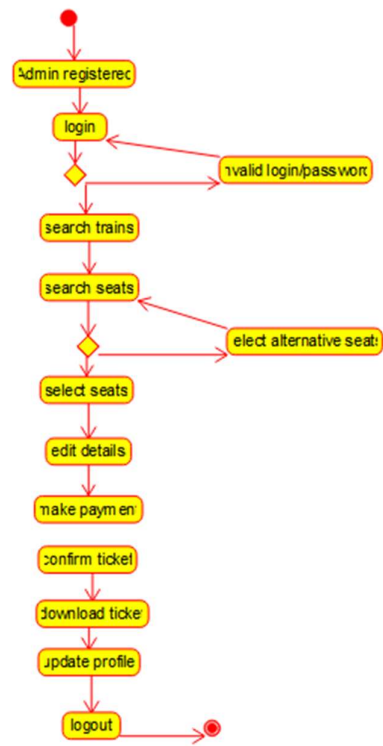 Admin registered
login
invalid login/password
search trains
search seats
elect alternative seats
select seats
edit details
make payment
confirm ticket
download ticket
update profile
logout